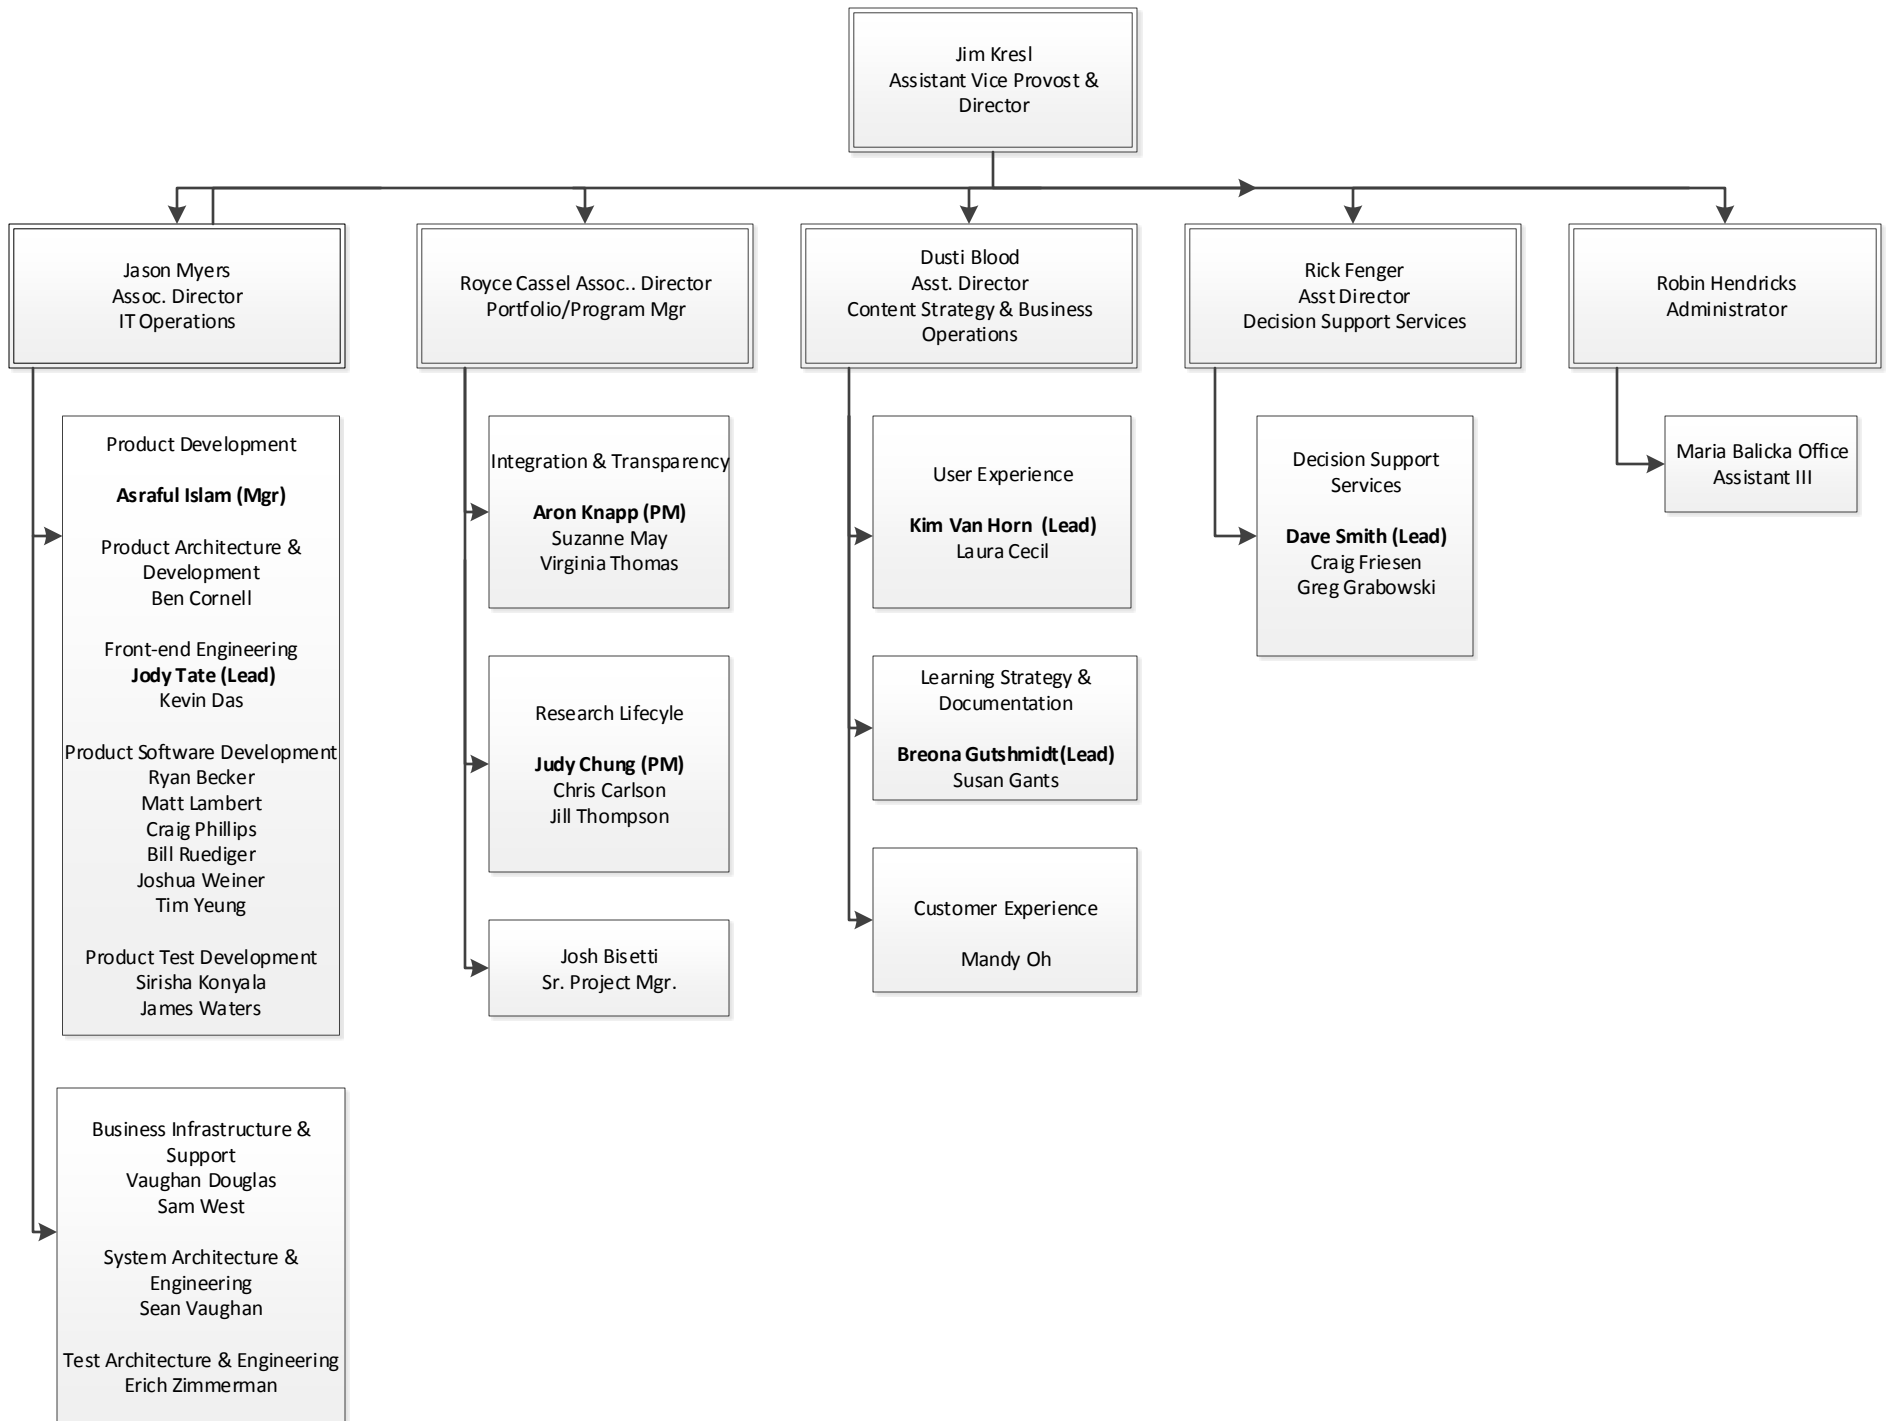 Jim Kresl
Assistant Vice Provost &
Director
Jason Myers
Assoc. Director
IT Operations
Royce Cassel Assoc.. Director
Portfolio/Program Mgr
Dusti Blood
Asst. Director
Content Strategy & Business
Operations
Rick Fenger
Asst Director
Decision Support Services
Robin Hendricks
Administrator
Product Development
Asraful Islam (Mgr)
Product Architecture &
Development
Ben Cornell
Front-end Engineering
Jody Tate (Lead)
Kevin Das
Product Software Development
Ryan Becker
Matt Lambert
Craig Phillips
Bill Ruediger
Joshua Weiner
Tim Yeung
Product Test Development
Sirisha Konyala
James Waters
Business Infrastructure &
Support
Vaughan Douglas
Sam West
System Architecture &
Engineering
Sean Vaughan
Test Architecture & Engineering
Erich Zimmerman
Integration & Transparency
Aron Knapp (PM)
Suzanne May
Virginia Thomas
Research Lifecyle
Judy Chung (PM)
Chris Carlson
Jill Thompson
Josh Bisetti
Sr. Project Mgr.
User Experience
Kim Van Horn (Lead)
Laura Cecil
Learning Strategy &
Documentation
Breona Gutshmidt(Lead)
Susan Gants
Customer Experience
Mandy Oh
Decision Support
Services
Dave Smith (Lead)
Craig Friesen
Greg Grabowski
Maria Balicka Office
Assistant III